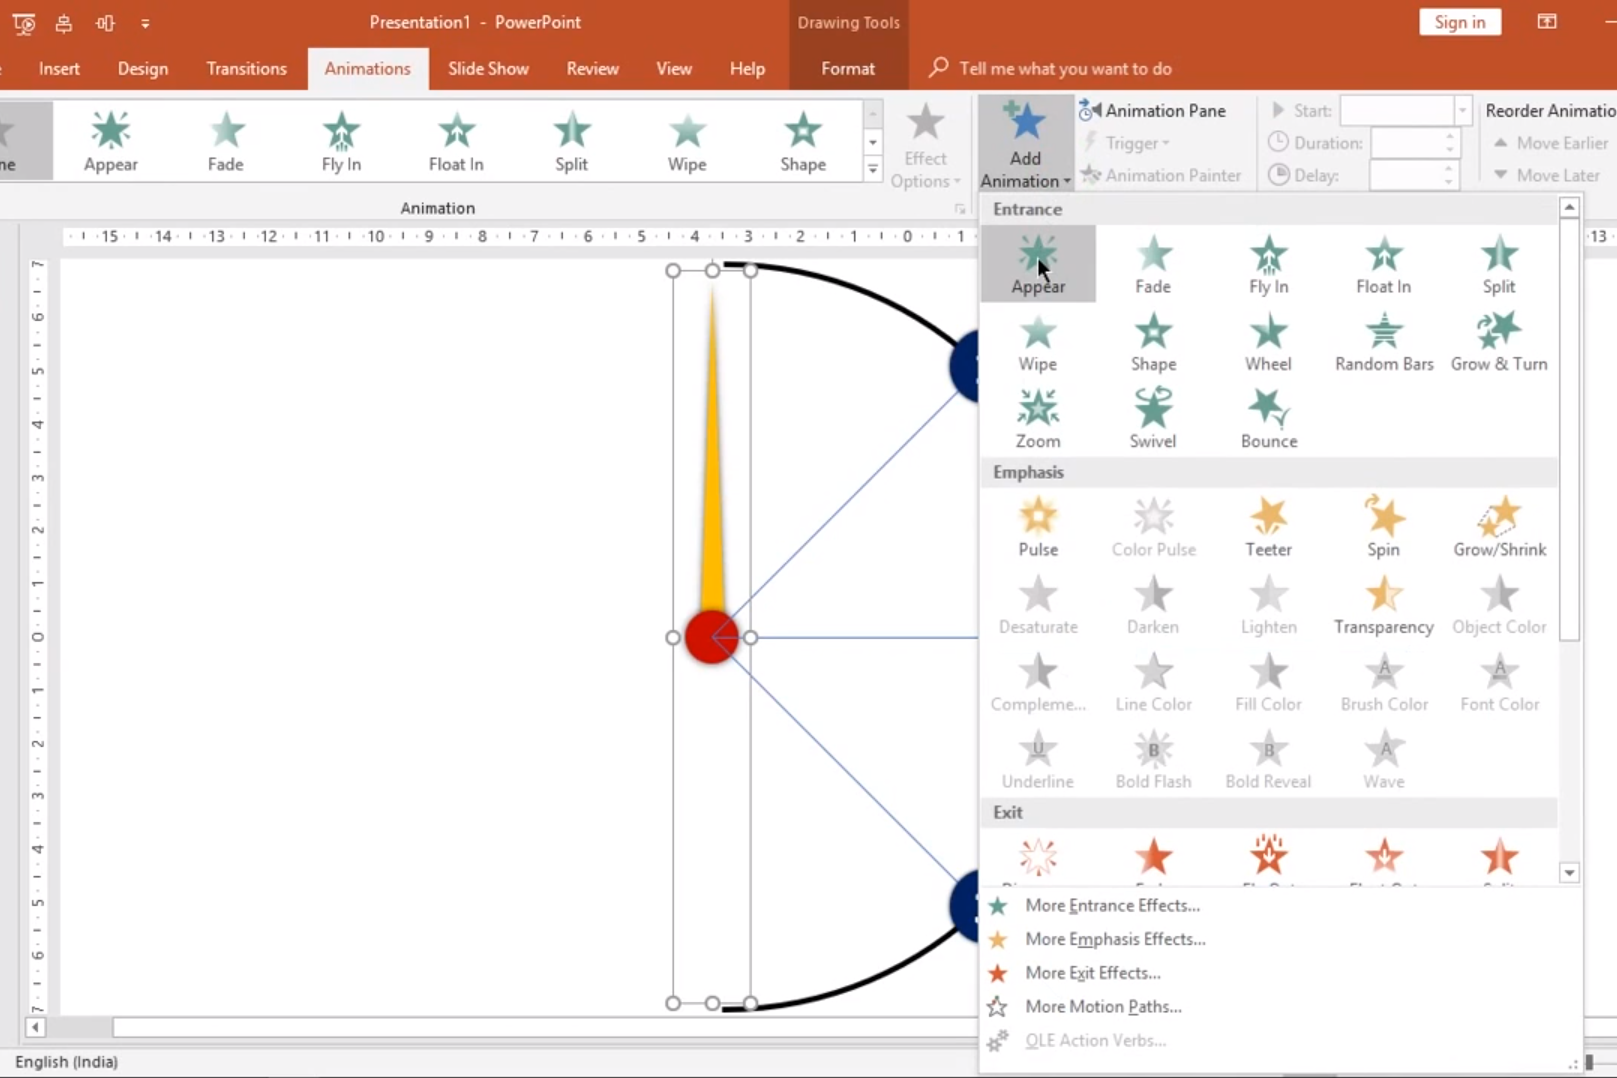 Presentation1 - PowerPoint
Drawing Tools
Sign in
Insert
Design
Transitions
Animations
Slide Show
Review
View
Help
Format
Tell me what you want to do
ne
Appear
Fade
Fly In
Float In
Split
Wipe
Shape
Effect
Options
Add
Animation
Animation Pane
Trigger
Animation Painter
Start:
Duration:
Delay:
Reorder Animatio
Move Earlier
Move Later
Animation
15 14 13 12 11 10 9 8 7 6 5 4 3 2 1 0 1
13
7
6
5
4
3
2
1
0
1
2
3
4
5
6
7
Entrance
Appear
Fade
Fly In
Float In
Split
Wipe
Shape
Wheel
Random Bars
Grow & Turn
Zoom
Swivel
Bounce
Emphasis
Pulse
Color Pulse
Teeter
Spin
Grow/Shrink
Desaturate
Darken
Lighten
Transparency
Object Color
Compleme...
Line Color
Fill Color
Brush Color
Font Color
Underline
Bold Flash
Bold Reveal
Wave
Exit
More Entrance Effects...
More Emphasis Effects...
More Exit Effects...
More Motion Paths...
OLE Action Verbs...
English (India)